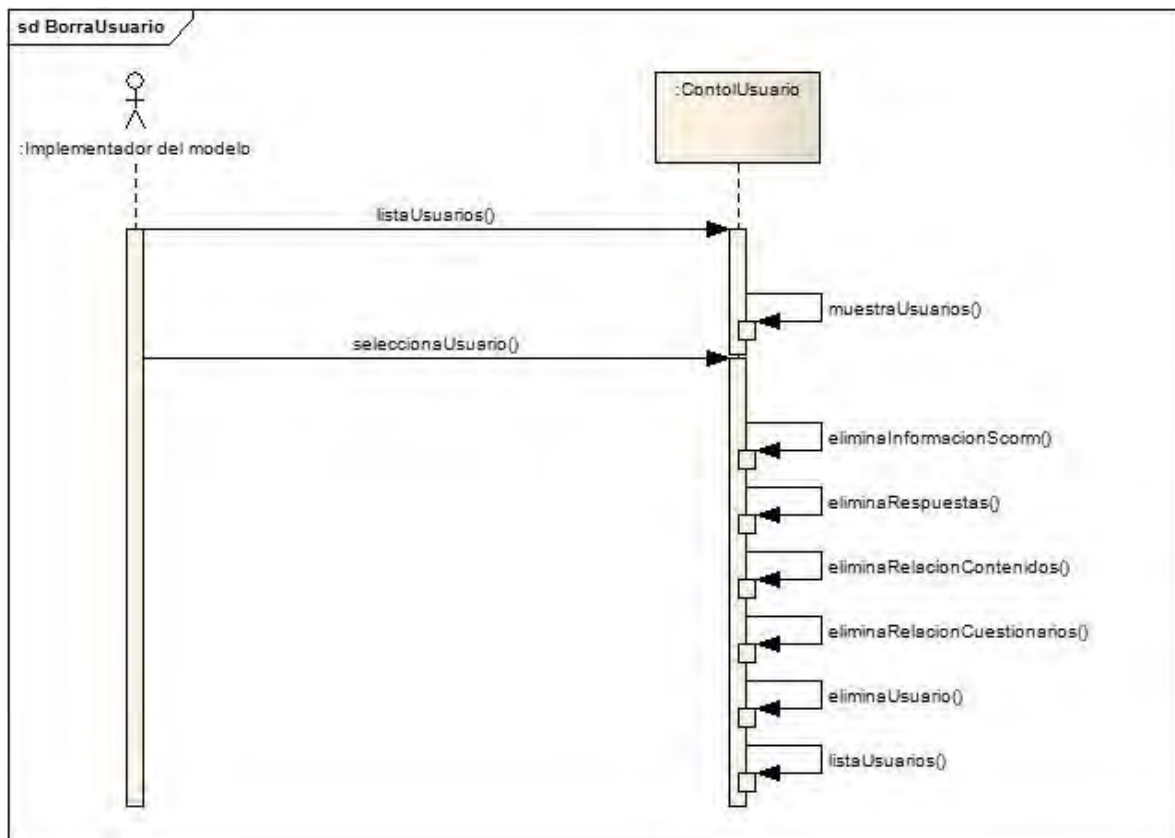 sd BorraUsuario
:ContolUsuario
:Implementador del modelo
listaUsuarios()
muestraUsuarios()
seleccionaUsuario()
eliminaInformacionScorm()
eliminaRespuestas()
eliminaRelacionContenidos()
eliminaRelacionCuestionarios()
eliminaUsuario()
listaUsuarios()